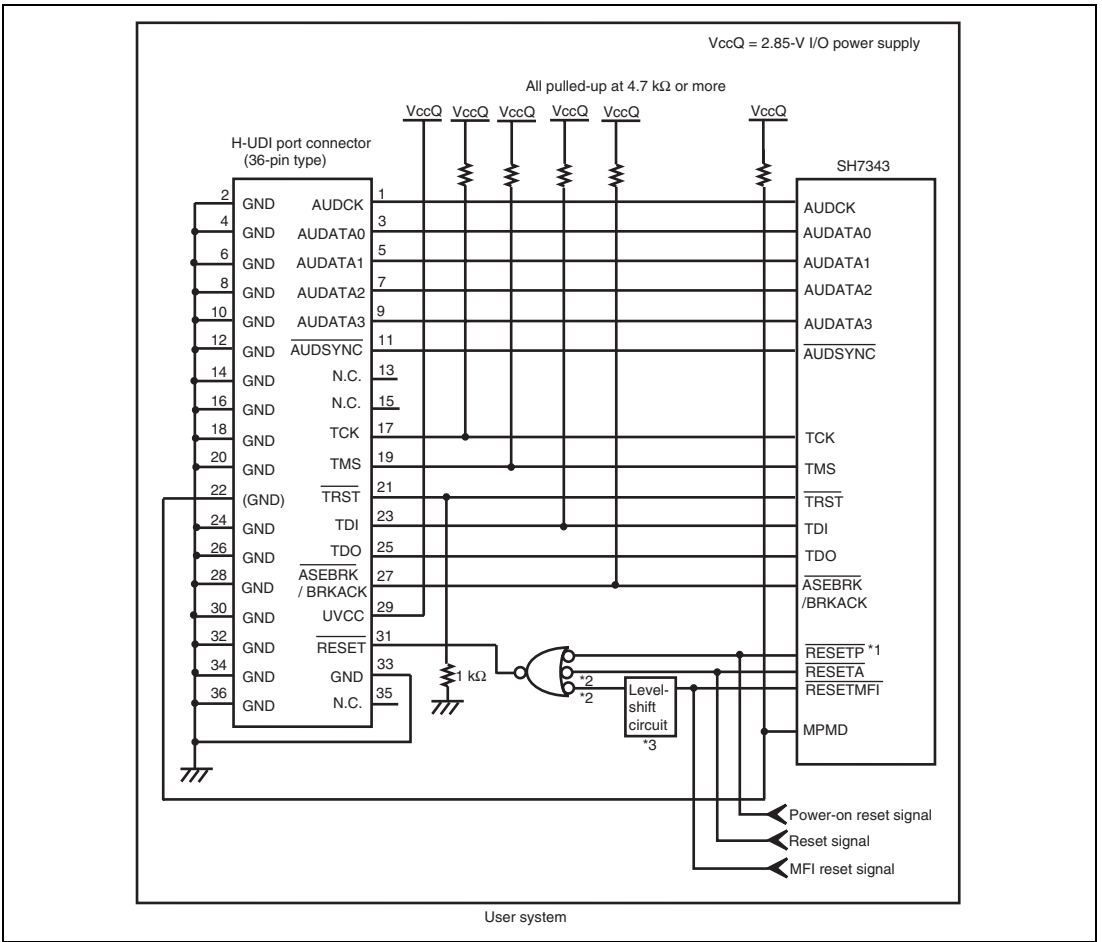 VccQ = 2.85-V I/O power supply
All pulled-up at 4.7 kΩ or more
VccQ VccQ VccQ VccQ VccQ VccQ
H-UDI port connector
(36-pin type)
SH7343
2 GND AUDCK 1 AUDCK
4 GND AUDATA0 3 AUDATA0
6 GND AUDATA1 5 AUDATA1
8 GND AUDATA2 7 AUDATA2
10 GND AUDATA3 9 AUDATA3
12 GND AUDSYNC 11 AUDSYNC
14 GND N.C. 13
16 GND N.C. 15
18 GND TCK 17 TCK
20 GND TMS 19 TMS
22 (GND) TRST 21 TRST
24 GND TDI 23 TDI
26 GND TDO 25 TDO
28 GND ASEBRK / BRKACK 27 ASEBRK /BRKACK
30 GND UVCC 29
32 GND RESET 31 RESETP *1
34 GND GND 33 RESETA
36 GND N.C. 35 RESETMFI
1 kΩ
*2
*2
Level-
shift
circuit
*3
MPMD
Power-on reset signal
Reset signal
MFI reset signal
User system